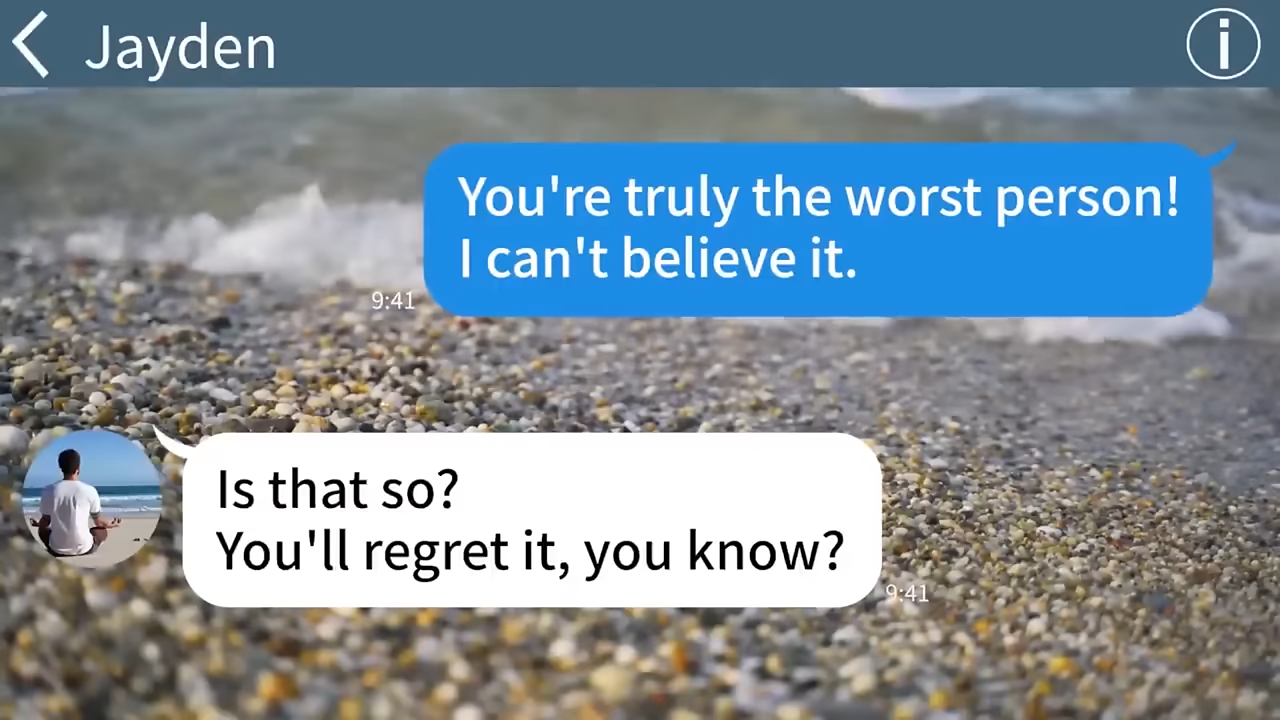 Jayden
You're truly the worst person!
I can't believe it.
9:41
Is that so?
You'll regret it, you know?
9:41